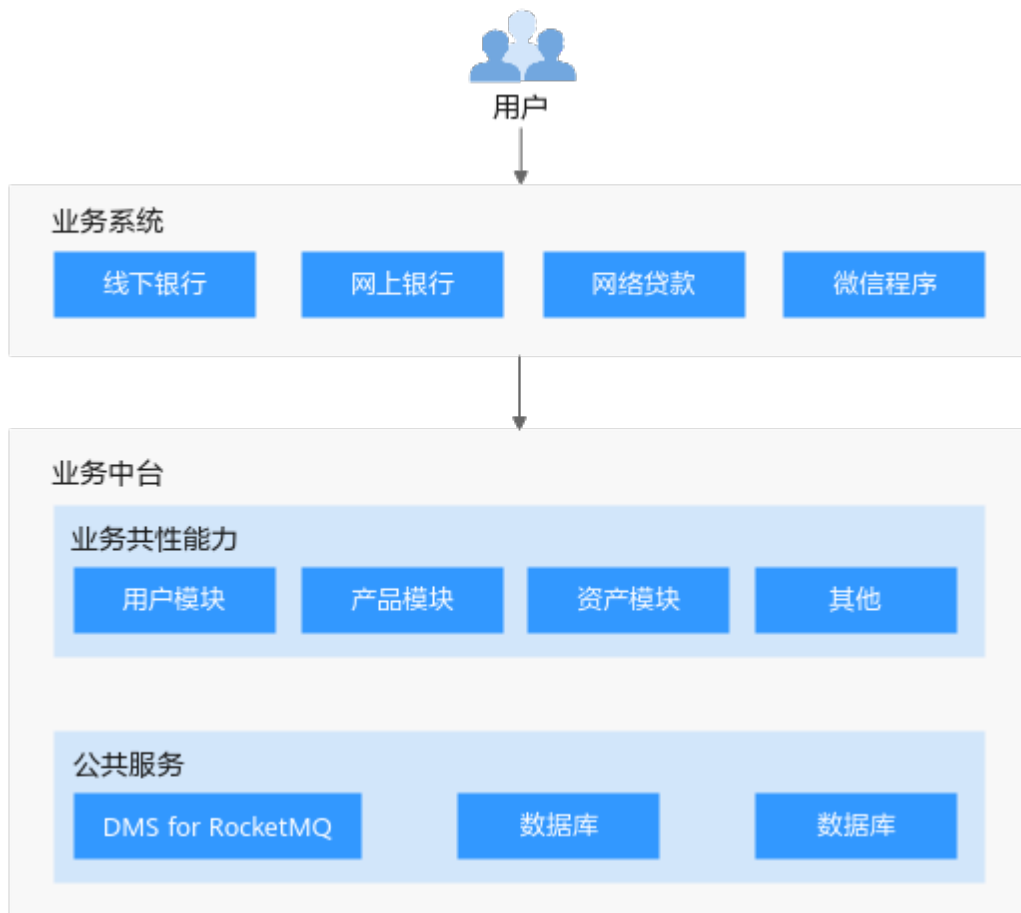 用户
业务系统
线下银行 网上银行 网络贷款 微信程序
业务中台
业务共性能力
用户模块 产品模块 资产模块 其他
公共服务
DMS for RocketMQ 数据库 数据库